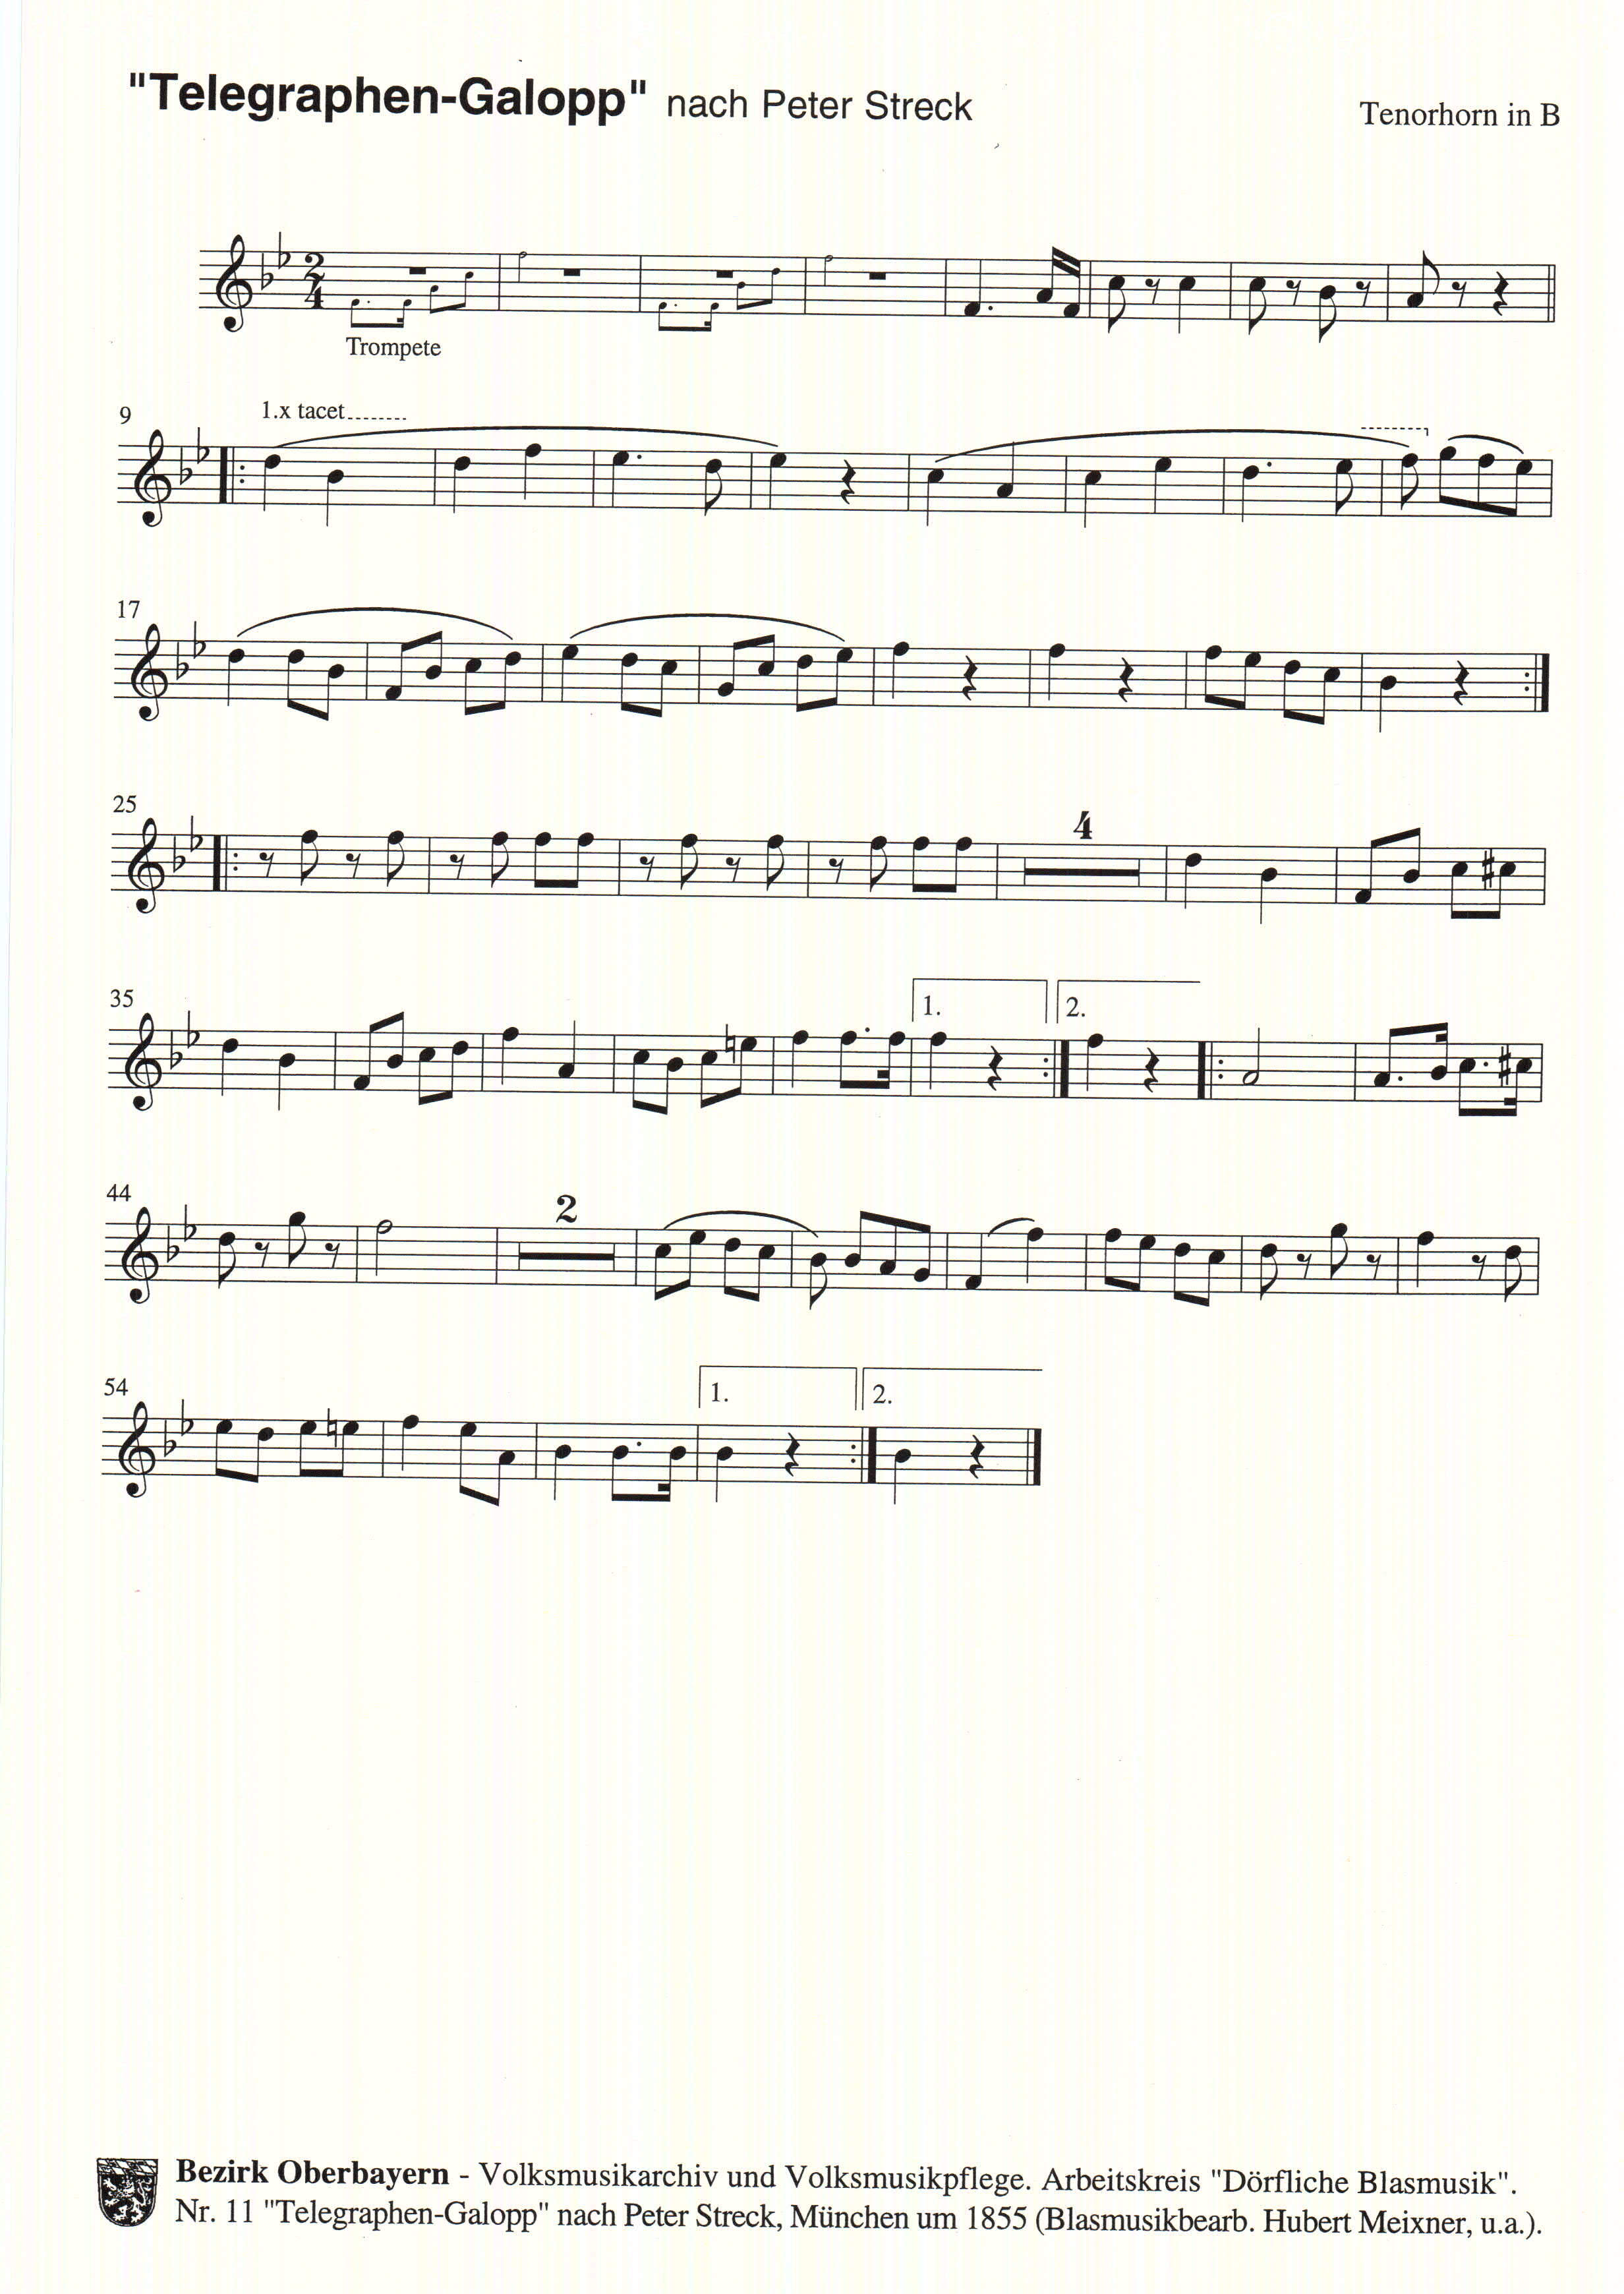 "Telegraphen-Galopp" nach Peter Streck
Tenorhorn in B
2
4
Trompete
9
1.x tacet........
17
25
4
35
1.
2.
44
2
54
1.
2.
Bezirk Oberbayern - Volksmusikarchiv und Volksmusikpflege. Arbeitskreis "Dörfliche Blasmusik".
Nr. 11 "Telegraphen-Galopp" nach Peter Streck, München um 1855 (Blasmusikbearb. Hubert Meixner, u.a.).